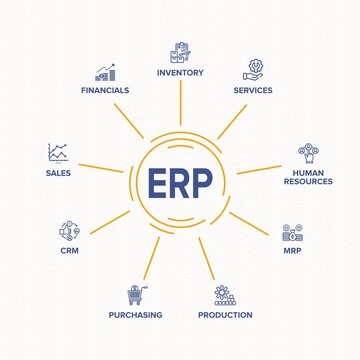 INVENTORY
FINANCIALS
SERVICES
SALES
ERP
HUMAN
RESOURCES
CRM
MRP
PURCHASING
PRODUCTION